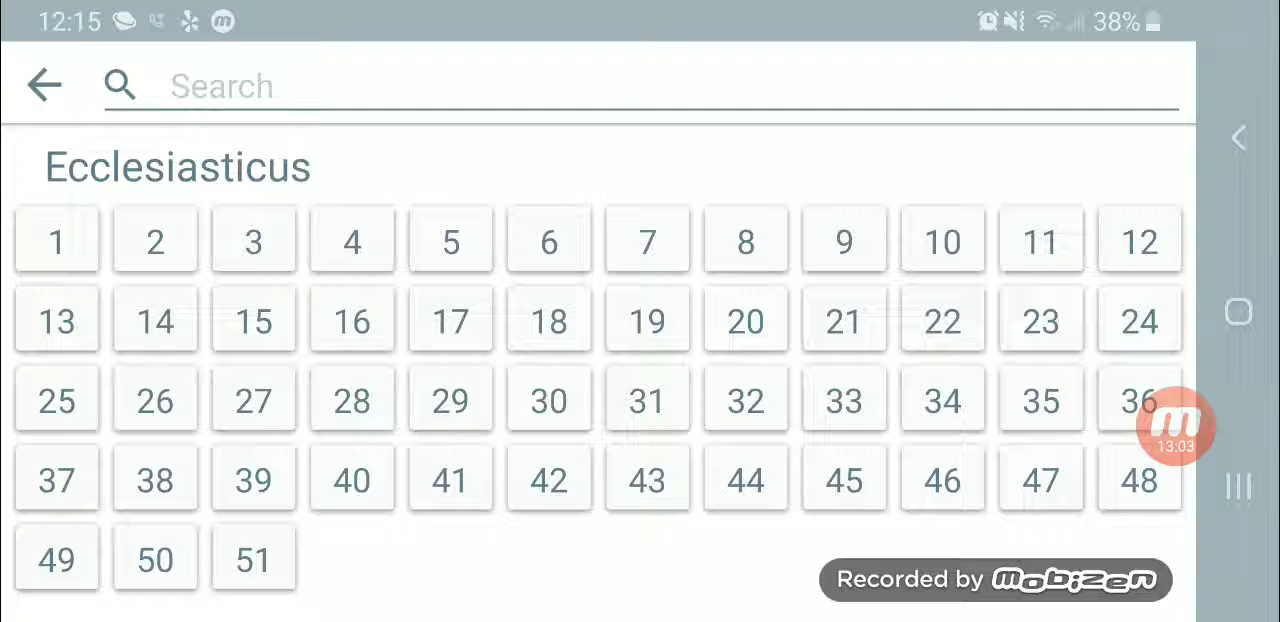 12:15 m 38%
Search
Ecclesiasticus
1 2 3 4 5 6 7 8 9 10 11 12
13 14 15 16 17 18 19 20 21 22 23 24
25 26 27 28 29 30 31 32 33 34 35 36
m
13:03
37 38 39 40 41 42 43 44 45 46 47 48
49 50 51
Recorded by mobizen